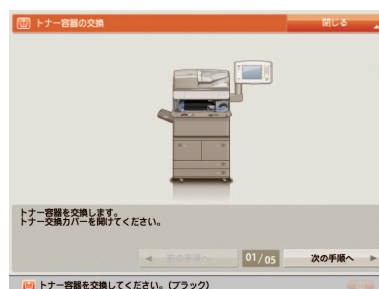 トナー容器の交換
閉じる
トナー容器を交換します。
トナー交換カバーを開けてください。
前の手順へ
01/05
次の手順へ
トナー容器を交換してください。(ブラック)